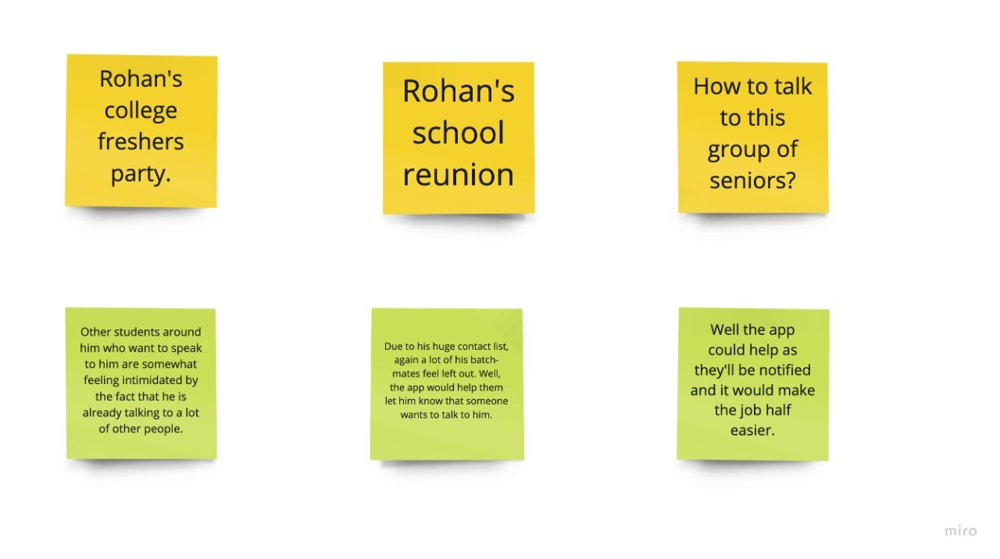 Rohan's
college
freshers
party.
Rohan's
school
reunion
How to talk
to this
group of
seniors?
Other students around
him who want to speak
to him are somewhat
feeling intimidated by
the fact that he is
already talking to a lot
of other people.
Due to his huge contact list,
again a lot of his batch-
mates feel left out. Well,
the app would help them
let him know that someone
wants to talk to him.
Well the app
could help as
they'll be notified
and it would make
the job half
easier.
miro